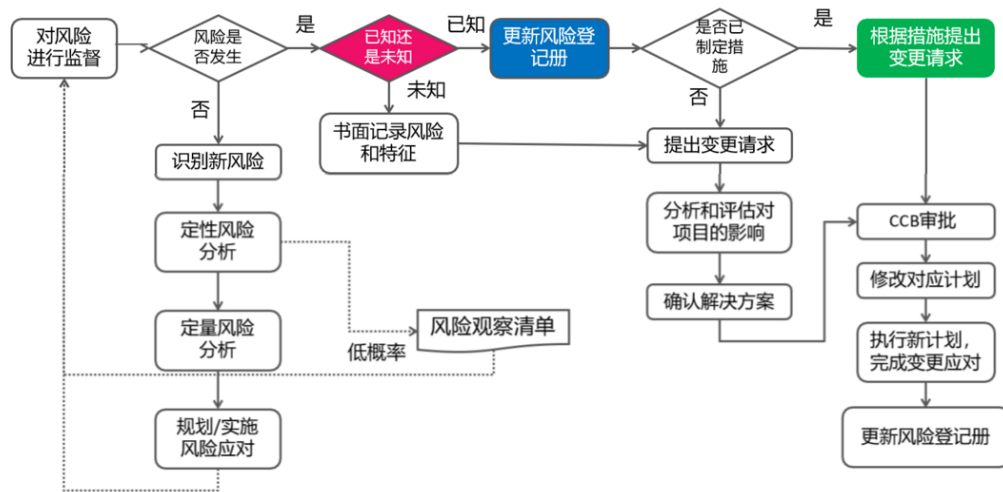 对风险
进行监督
风险是
否发生
是
已知还
是未知
已知
更新风险登
记册
是否已
制定措
施
是
根据措施提出
变更请求
否
未知
否
书面记录风险
和特征
提出变更请求
识别新风险
定性风险
分析
分析和评估对
项目的影响
CCB审批
修改对应计划
确认解决方案
定量风险
分析
低概率
风险观察清单
执行新计划,
完成变更应对
规划/实施
风险应对
更新风险登记册